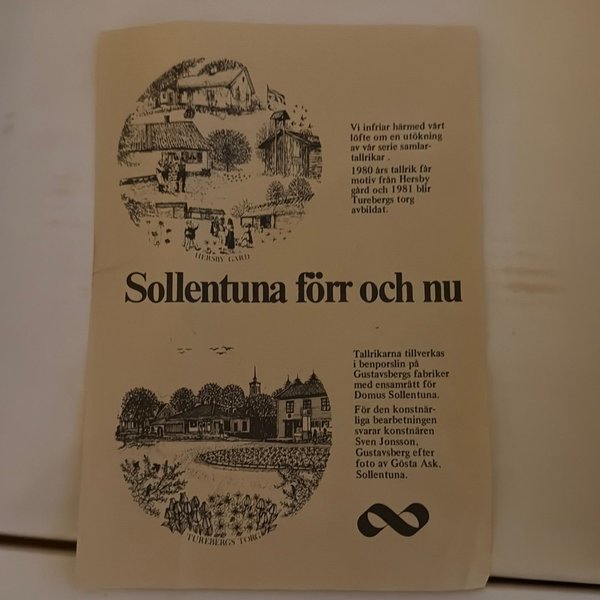 Vi infriar härmed vårt
löfte om en utökning
av vår serie samlar-
tallrikar .
1980 års tallrik får
motiv från Hersby
gård och 1981 blir
Turebergs torg
avbildat.
HERSBY GÅRD
Sollentuna förr och nu
Tallrikarna tillverkas
i benporslin på
Gustavsbergs fabriker
med ensamrätt för
Domus Sollentuna.
För den konstnär-
liga bearbetningen
svarar konstnären
Sven Jonsson,
Gustavsberg efter
foto av Gösta Ask,
Sollentuna.
TUREBERGS TORG